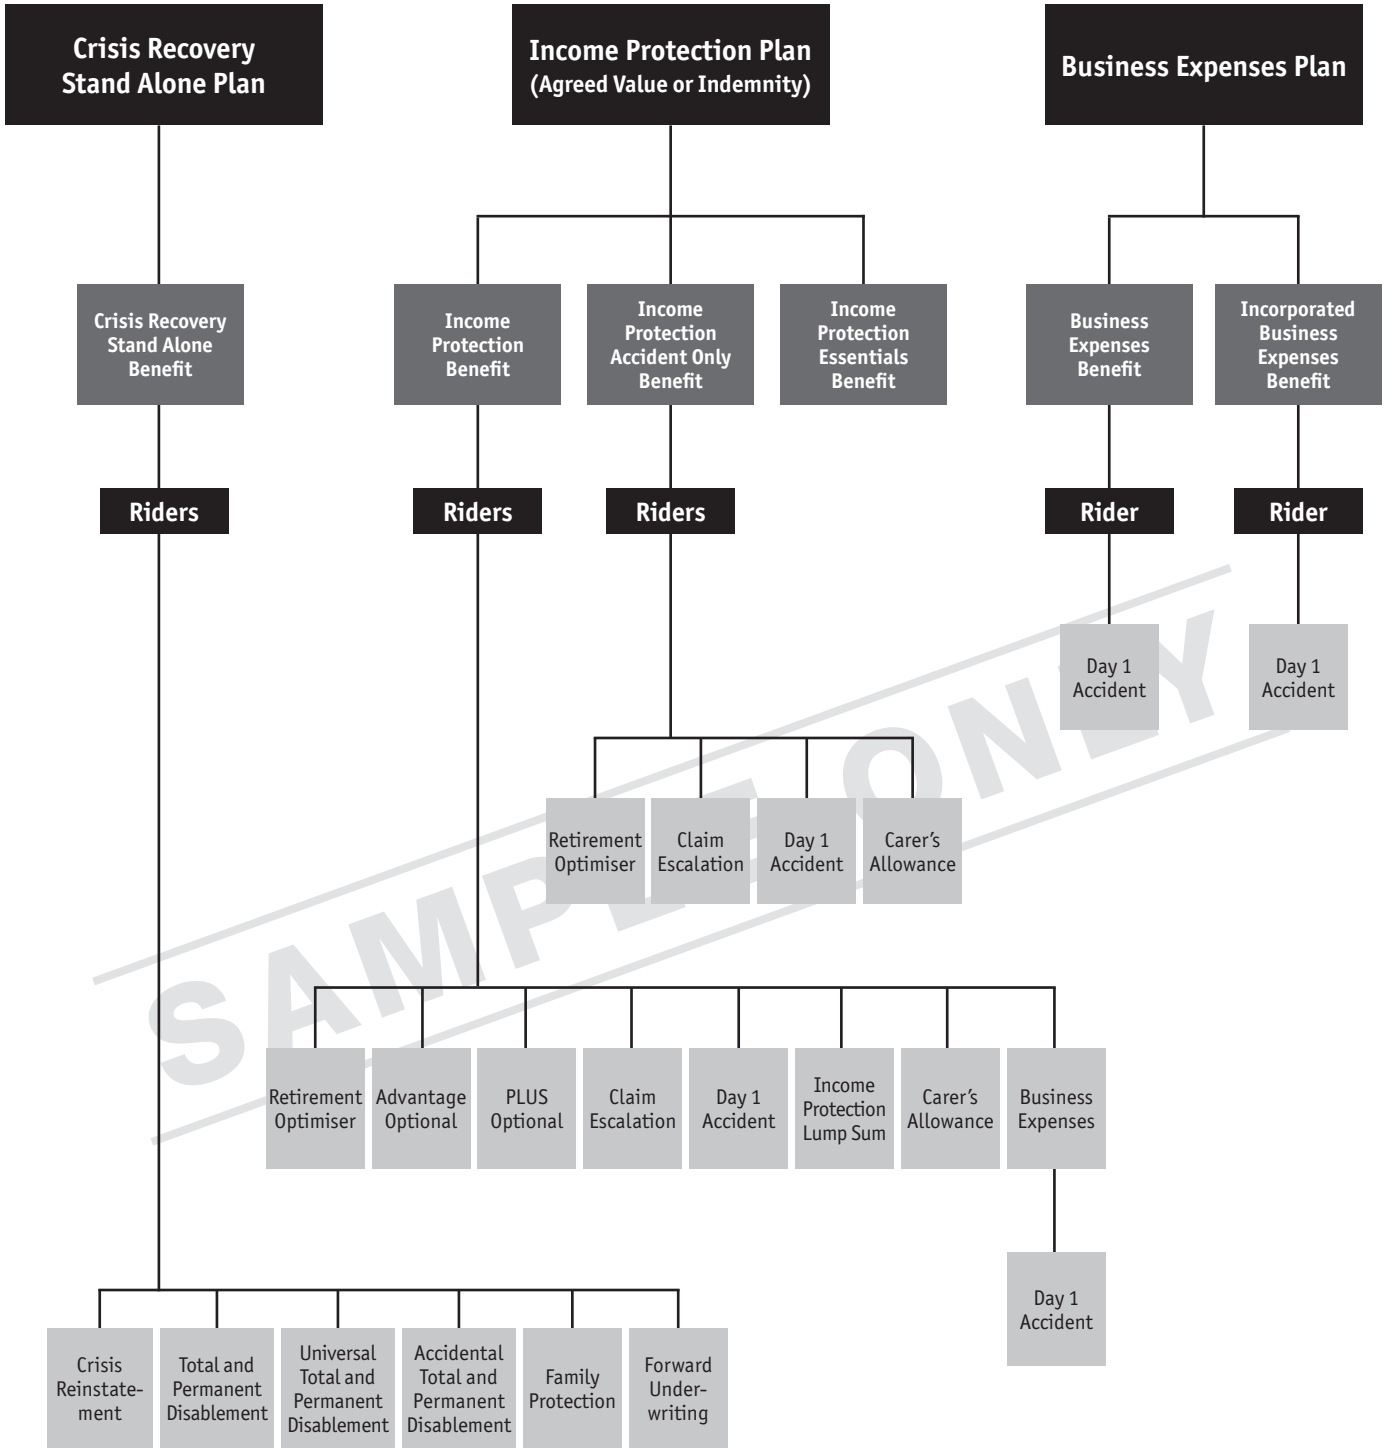 Crisis Recovery
Stand Alone Plan
Income Protection Plan
(Agreed Value or Indemnity)
Business Expenses Plan
Crisis Recovery
Stand Alone
Benefit
Income
Protection
Benefit
Income
Protection
Accident Only
Benefit
Income
Protection
Essentials
Benefit
Business
Expenses
Benefit
Incorporated
Business
Expenses
Benefit
Riders
Riders
Riders
Rider
Rider
Day 1
Accident
Day 1
Accident
Retirement
Optimiser
Claim
Escalation
Day 1
Accident
Carer's
Allowance
SAMPLE ONLY
Retirement
Optimiser
Advantage
Optional
PLUS
Optional
Claim
Escalation
Day 1
Accident
Income
Protection
Lump Sum
Carer's
Allowance
Business
Expenses
Day 1
Accident
Crisis
Reinstate-
ment
Total and
Permanent
Disablement
Universal
Total and
Permanent
Disablement
Accidental
Total and
Permanent
Disablement
Family
Protection
Forward
Under-
writing